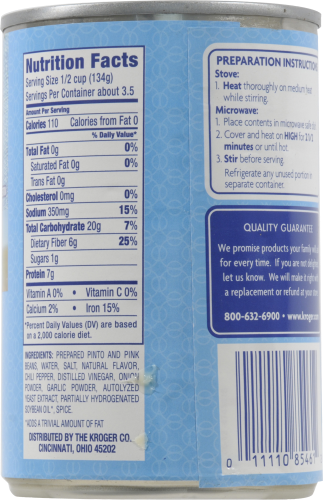 Nutrition Facts
Serving Size 1/2 cup (134g)
Servings Per Container about 3.5
Amount Per Serving
Calories 110 Calories from Fat 0
% Daily Value*
Total Fat 0g 0%
Saturated Fat 0g 0%
Trans Fat 0g
Cholesterol 0mg 0%
Sodium 350mg 15%
Total Carbohydrate 20g 7%
Dietary Fiber 6g 25%
Sugars 1g
Protein 7g
Vitamin A 0% • Vitamin C 0%
Calcium 2% • Iron 15%
*Percent Daily Values (DV) are based
on a 2,000 calorie diet.
INGREDIENTS: PREPARED PINTO AND PINK
BEANS, WATER, SALT, NATURAL FLAVOR,
CHILI PEPPER, DISTILLED VINEGAR, ONION
POWDER, GARLIC POWDER, AUTOLYZED
YEAST EXTRACT, PARTIALLY HYDROGENATED
SOYBEAN OIL*, SPICE.
*ADDS A TRIVIAL AMOUNT OF FAT
DISTRIBUTED BY THE KROGER CO.
CINCINNATI, OHIO 45202
PREPARATION INSTRUCTION
Stove:
1. Heat thoroughly on medium heat
while stirring.
Microwave:
1. Place contents in microwave safe
2. Cover and heat on HIGH for 2 1/2
minutes or until hot.
3. Stir before serving.
Refrigerate any unused portion in
separate container.
QUALITY GUARANTEE
We promise products your family will
for every time. If you are not delighted
let us know. We will make it right with
a replacement or refund at your
800-632-6900 • www.kroger.com
0 11110 8546